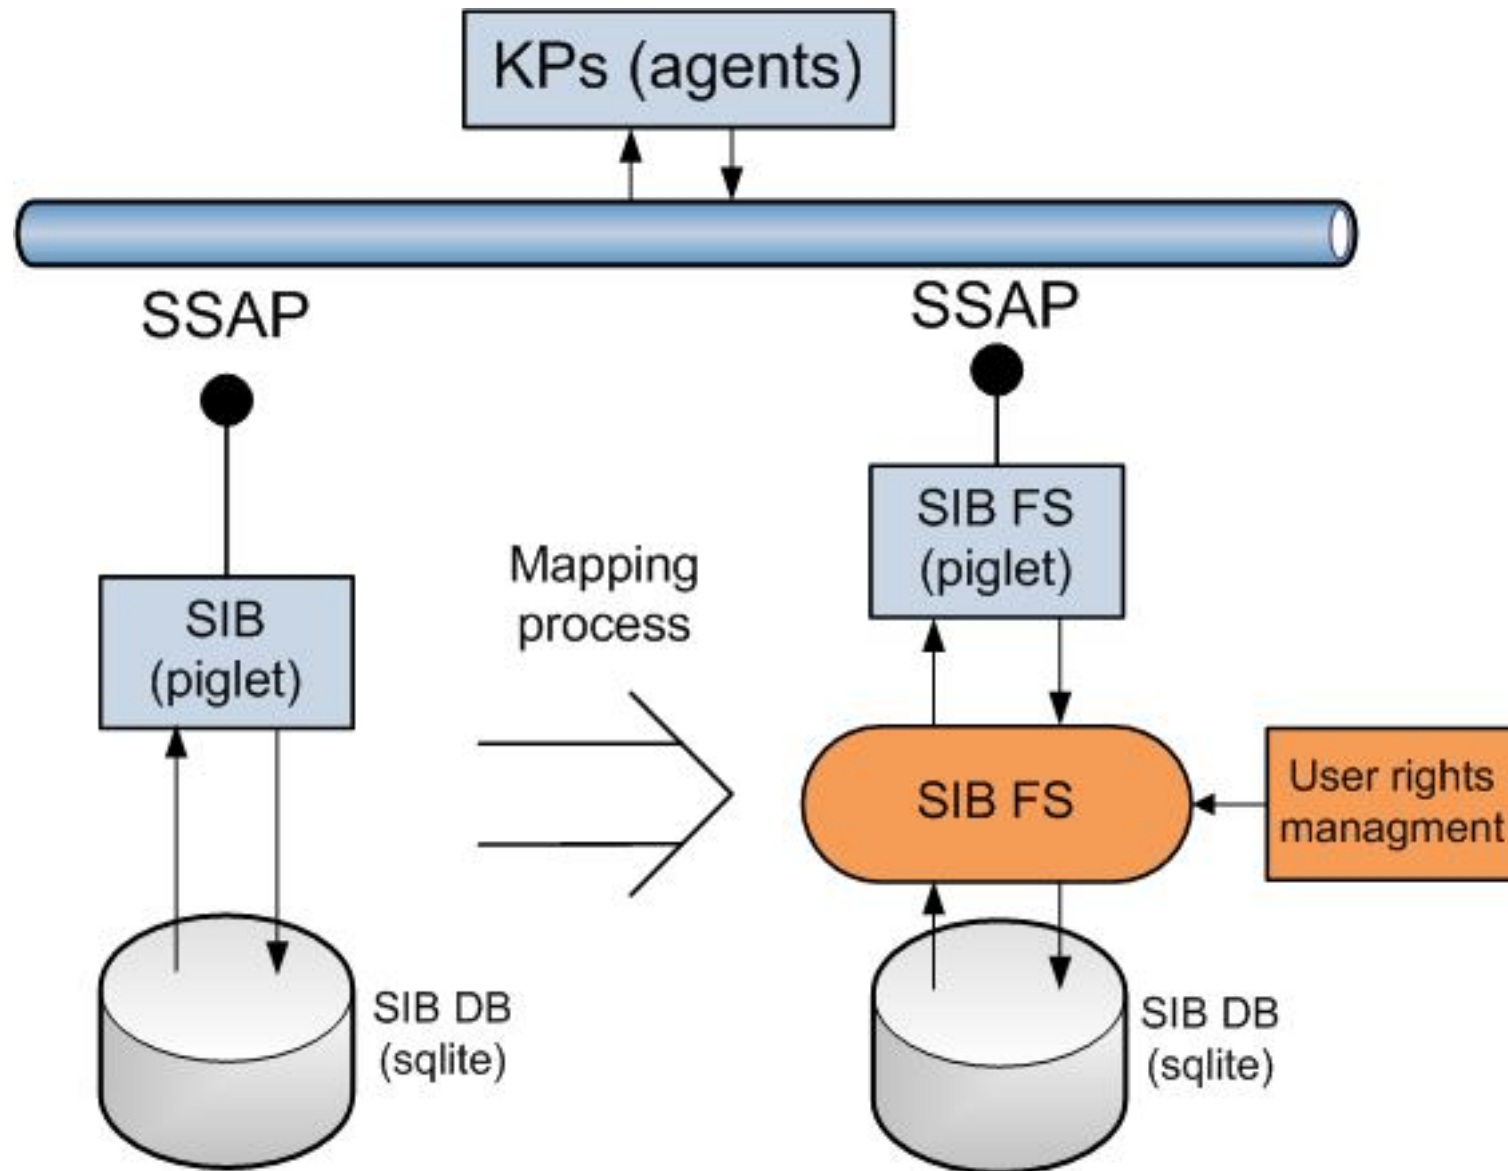 KPs (agents)
SSAP
SSAP
SIB FS
(piglet)
Mapping
process
SIB
(piglet)
SIB FS
User rights
managment
SIB DB
(sqlite)
SIB DB
(sqlite)